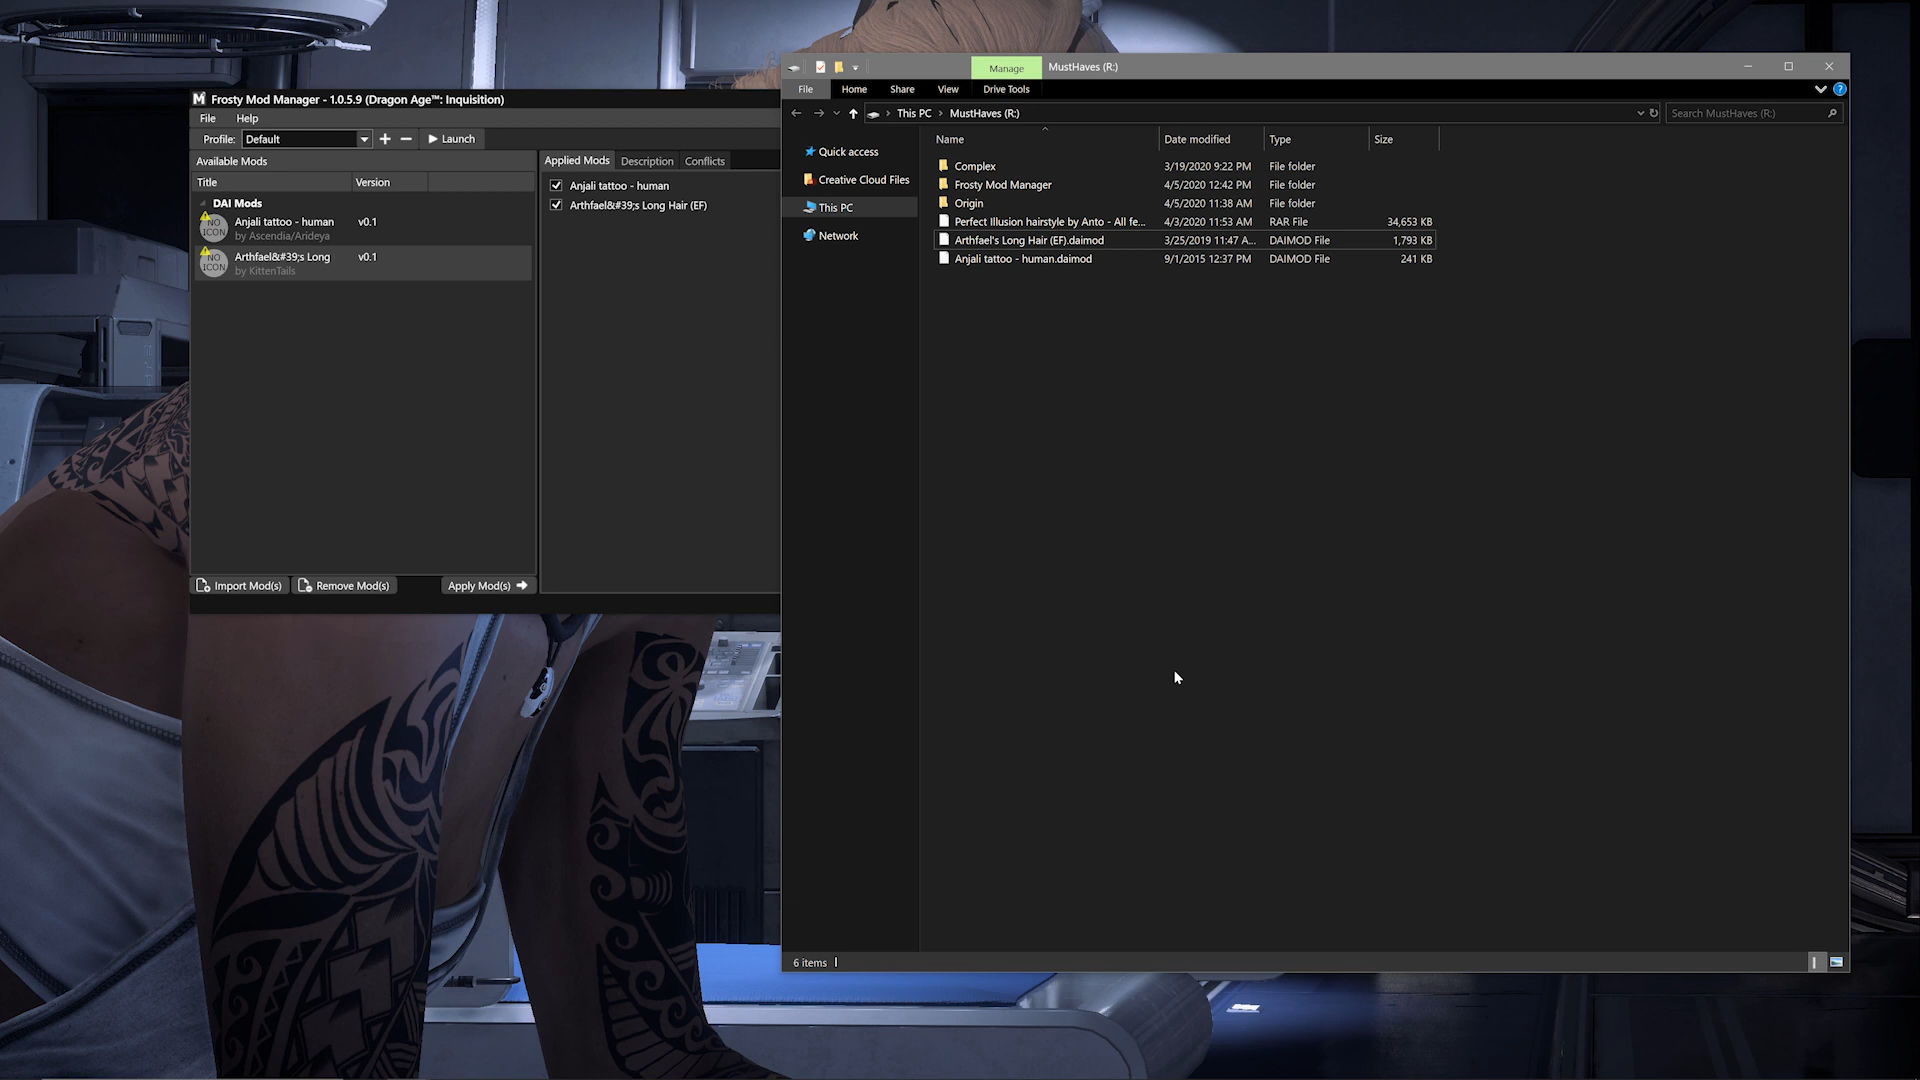 Frosty Mod Manager - 1.0.5.9 (Dragon Age™: Inquisition)
File Help
Profile: Default Launch
Available Mods
Title Version
DAI Mods
NO ICON
Anjali tattoo - human v0.1
by Ascendia/Arideya
NO ICON
Arthfael&#39;s Long v0.1
by KittenTails
Import Mod(s) Remove Mod(s) Apply Mod(s)
Applied Mods Description Conflicts
Anjali tattoo - human
Arthfael&#39;s Long Hair (EF)
Manage MustHaves (R:)
File Home Share View Drive Tools
This PC MustHaves (R:) Search MustHaves (R:)
Quick access
Creative Cloud Files
This PC
Network
Name Date modified Type Size
Complex 3/19/2020 9:22 PM File folder
Frosty Mod Manager 4/5/2020 12:42 PM File folder
Origin 4/5/2020 11:38 AM File folder
Perfect Illusion hairstyle by Anto - All fe... 4/3/2020 11:53 AM RAR File 34,653 KB
Arthfael's Long Hair (EF).daimod 3/25/2019 11:47 A... DAIMOD File 1,793 KB
Anjali tattoo - human.daimod 9/1/2015 12:37 PM DAIMOD File 241 KB
6 items